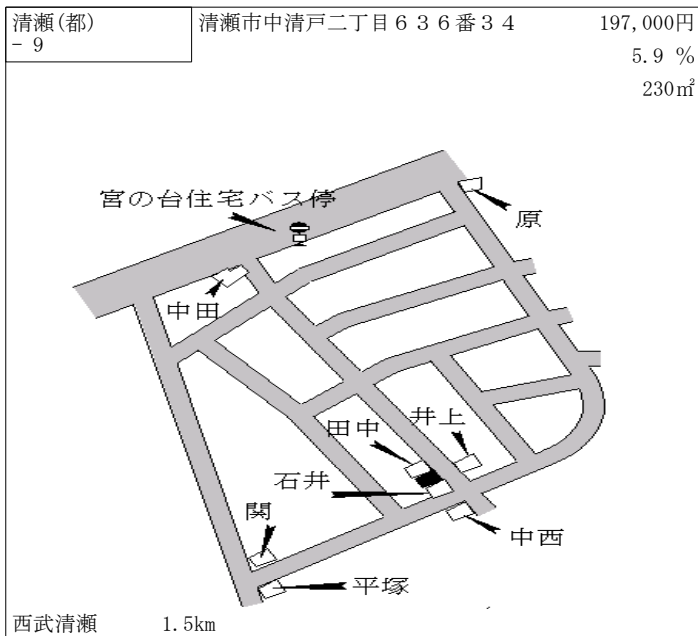 清瀬(都)
－ 9
清瀬市中清戸二丁目６３６番３４
197,000円
5.9 %
230㎡
宮の台住宅バス停
原
中田
田中
井上
石井
関
中西
平塚
西武清瀬 1.5km